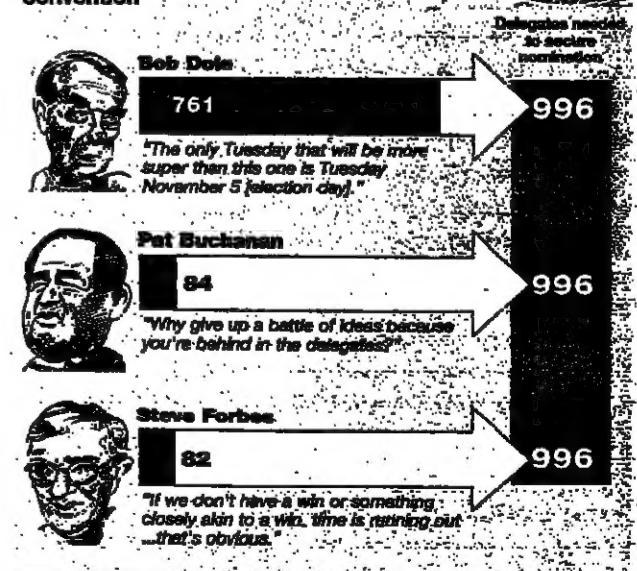 Convention
Delegates needed
to secure
nomination
Bob Dole
761
996
"The only Tuesday that will be more
super than this one is Tuesday
November 5 [election day]."
Pat Buchanan
84
996
"Why give up a battle of ideas because
you're behind in the delegates?"
Steve Forbes
82
996
"If we don't have a win or something
closely akin to a win, time is running out
...that's obvious."